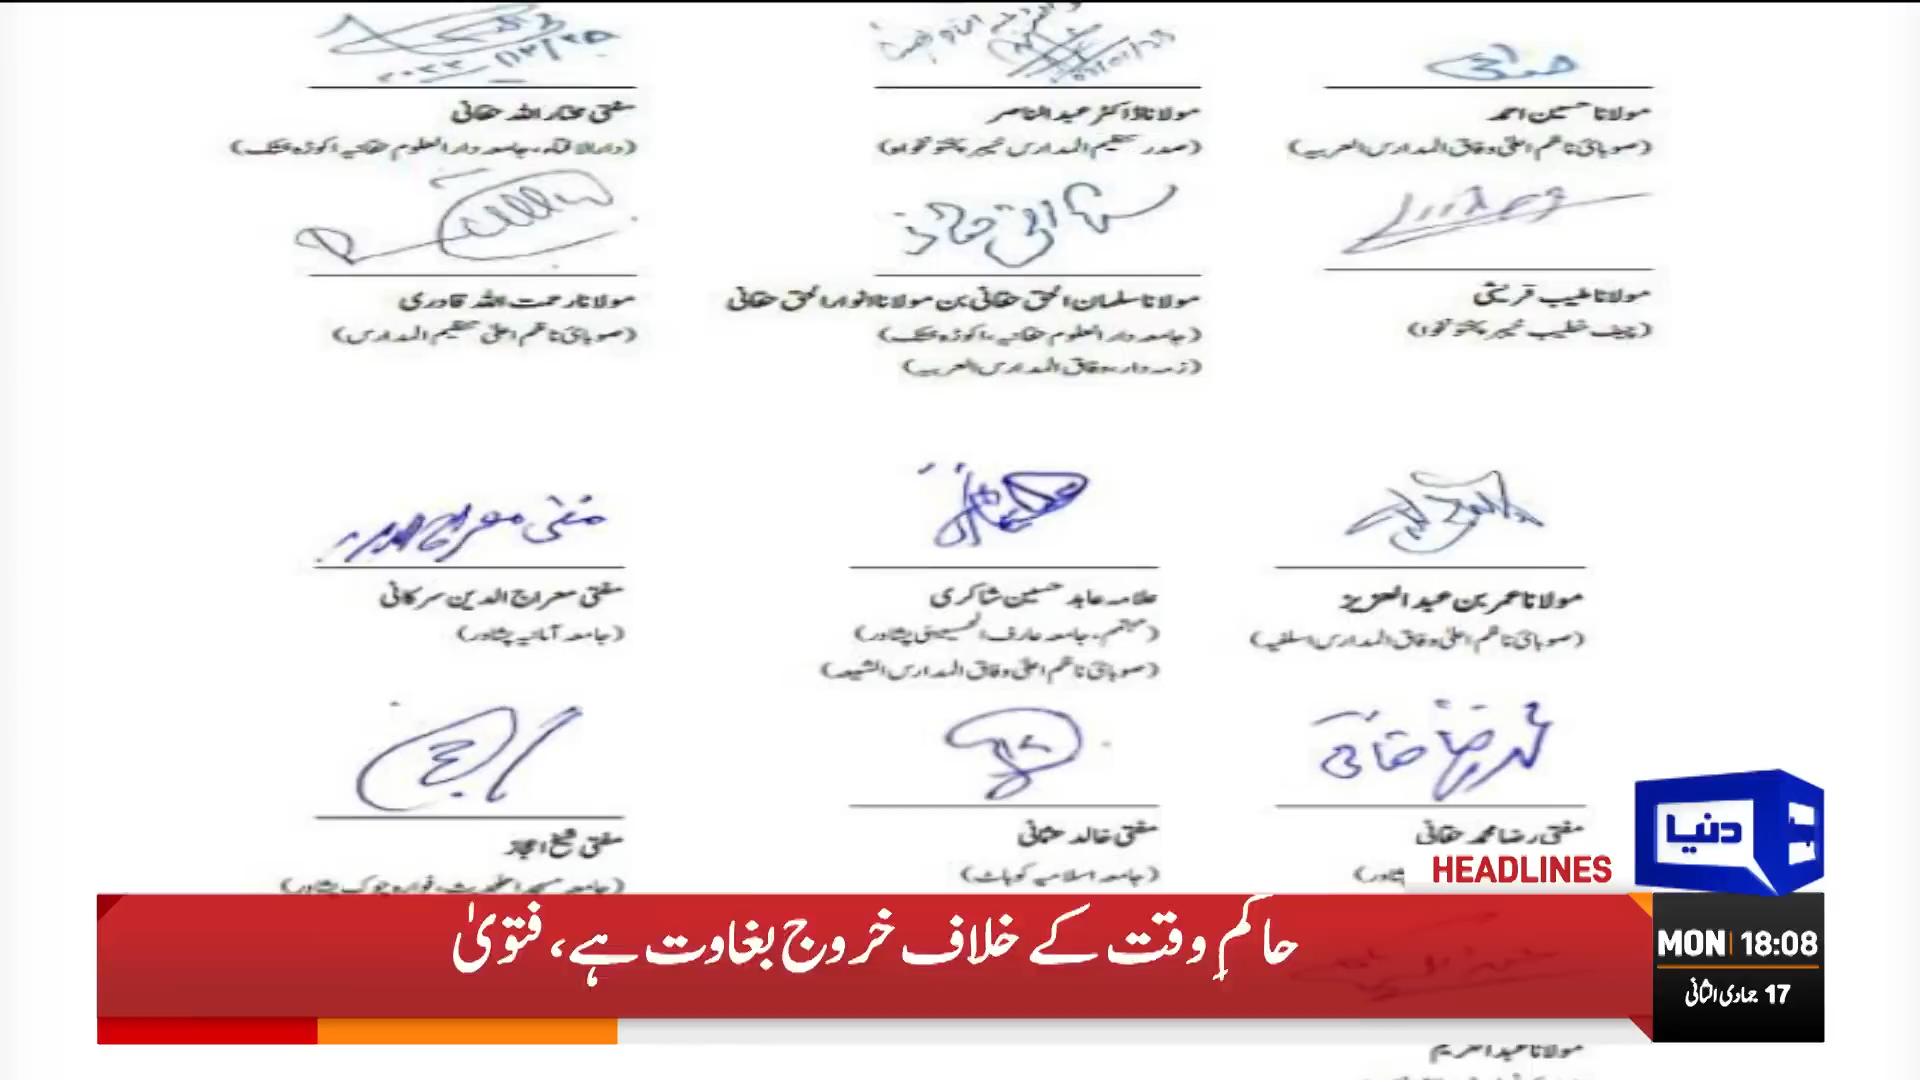 مولانا حسین احمد
(صوبائی ناظم اعلیٰ وفاق المدارس العربیہ)
مولانا ڈاکٹر عبدالناصر
(صدر تنظیم المدارس خیبر پختونخواہ)
مفتی مختار اللہ حقانی
(دارالافتاء، جامعہ دارالعلوم حقانیہ اکوڑہ خٹک)
مولانا طیب قریشی
(چیف خطیب خیبر پختونخوا)
مولانا سلمان الحق حقانی بن مولانا انوار الحق حقانی
(جامعہ دارالعلوم حقانیہ، اکوڑہ خٹک)
(ذمہ دار، وفاق المدارس العربیہ)
مولانا رحمت اللہ قادری
(صوبائی ناظم اعلیٰ تنظیم المدارس)
مولانا عمر بن عبدالعزیز
(صوبائی ناظم اعلیٰ وفاق المدارس السلفیہ)
علامہ عابد حسین شاکری
(مہتمم، جامعہ عارف الحسینی پشاور)
(صوبائی ناظم اعلیٰ وفاق المدارس الشیعہ)
مفتی معراج الدین سرکانی
(جامعہ آمانیہ پشاور)
مفتی رضا محمد حقانی
مفتی خالد عثمانی
(جامعہ اسلامیہ کوہاٹ)
مفتی شیخ اعجاز
HEADLINES
دنیا
حاکمِ وقت کے خلاف خروج بغاوت ہے، فتویٰ
MON 18:08
17 جمادی الثانی